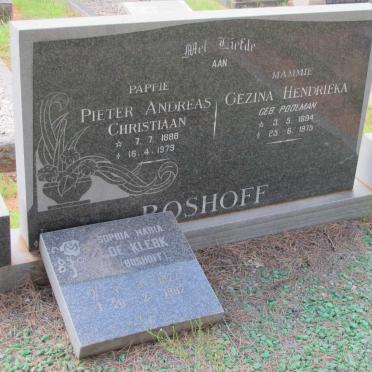 Met Liefde
AAN
PAPPIE
PIETER ANDREAS
CHRISTIAAN
☆ 7. 7. 1888
+ 16. 4. 1979
MAMMIE
GEZINA HENDRIEKA
GEB. POOLMAN
☆ 3. 5. 1894
+ 25. 6. 1975
BOSHOFF
SOPHIA MARIA
DE KLERK
(BOSHOFF)